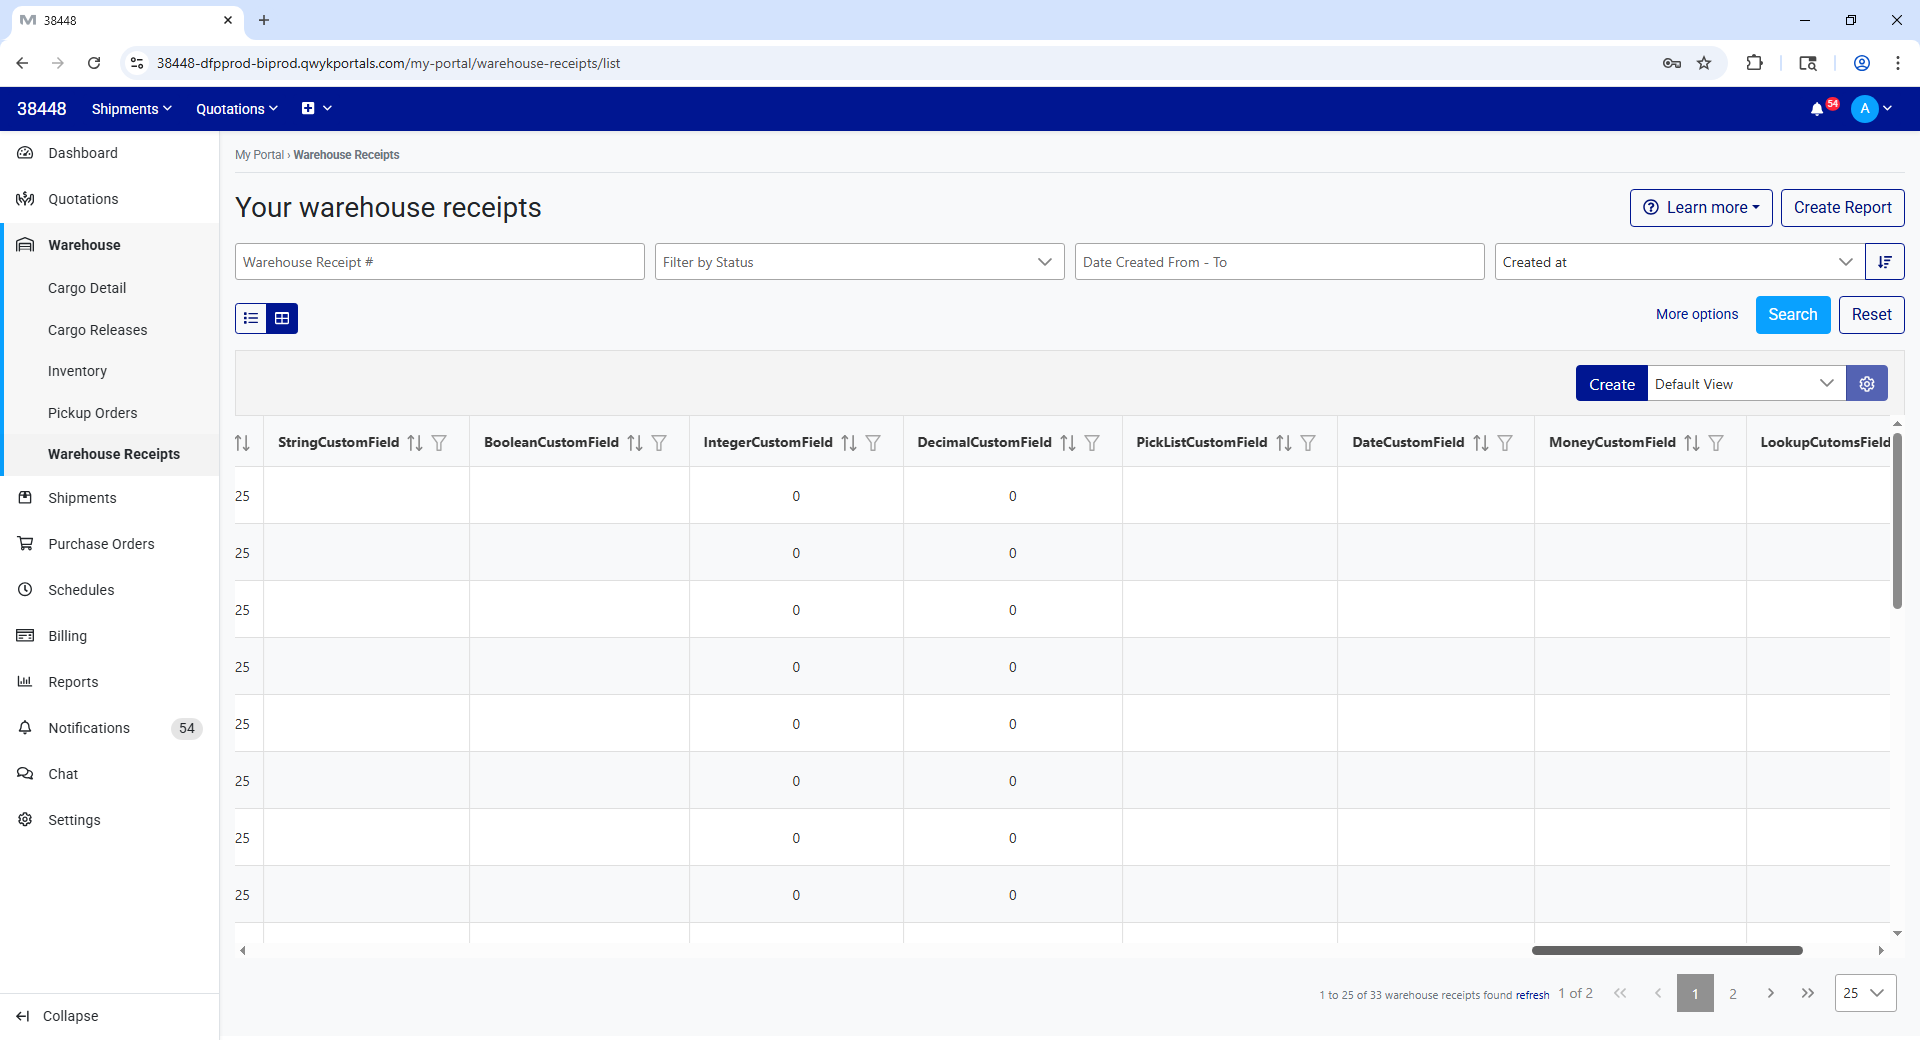 38448
38448-dfpprod-biprod.qwykportals.com/my-portal/warehouse-receipts/list
38448 Shipments Quotations 54 A
Dashboard
Quotations
Warehouse
Cargo Detail
Cargo Releases
Inventory
Pickup Orders
Warehouse Receipts
Shipments
Purchase Orders
Schedules
Billing
Reports
Notifications 54
Chat
Settings
Collapse
My Portal › Warehouse Receipts
Your warehouse receipts
Learn more Create Report
Warehouse Receipt # Filter by Status Date Created From - To Created at
More options Search Reset
Create Default View
StringCustomField BooleanCustomField IntegerCustomField DecimalCustomField PickListCustomField DateCustomField MoneyCustomField LookupCutomsField
25 0 0
25 0 0
25 0 0
25 0 0
25 0 0
25 0 0
25 0 0
25 0 0
1 to 25 of 33 warehouse receipts found refresh 1 of 2 1 2 25